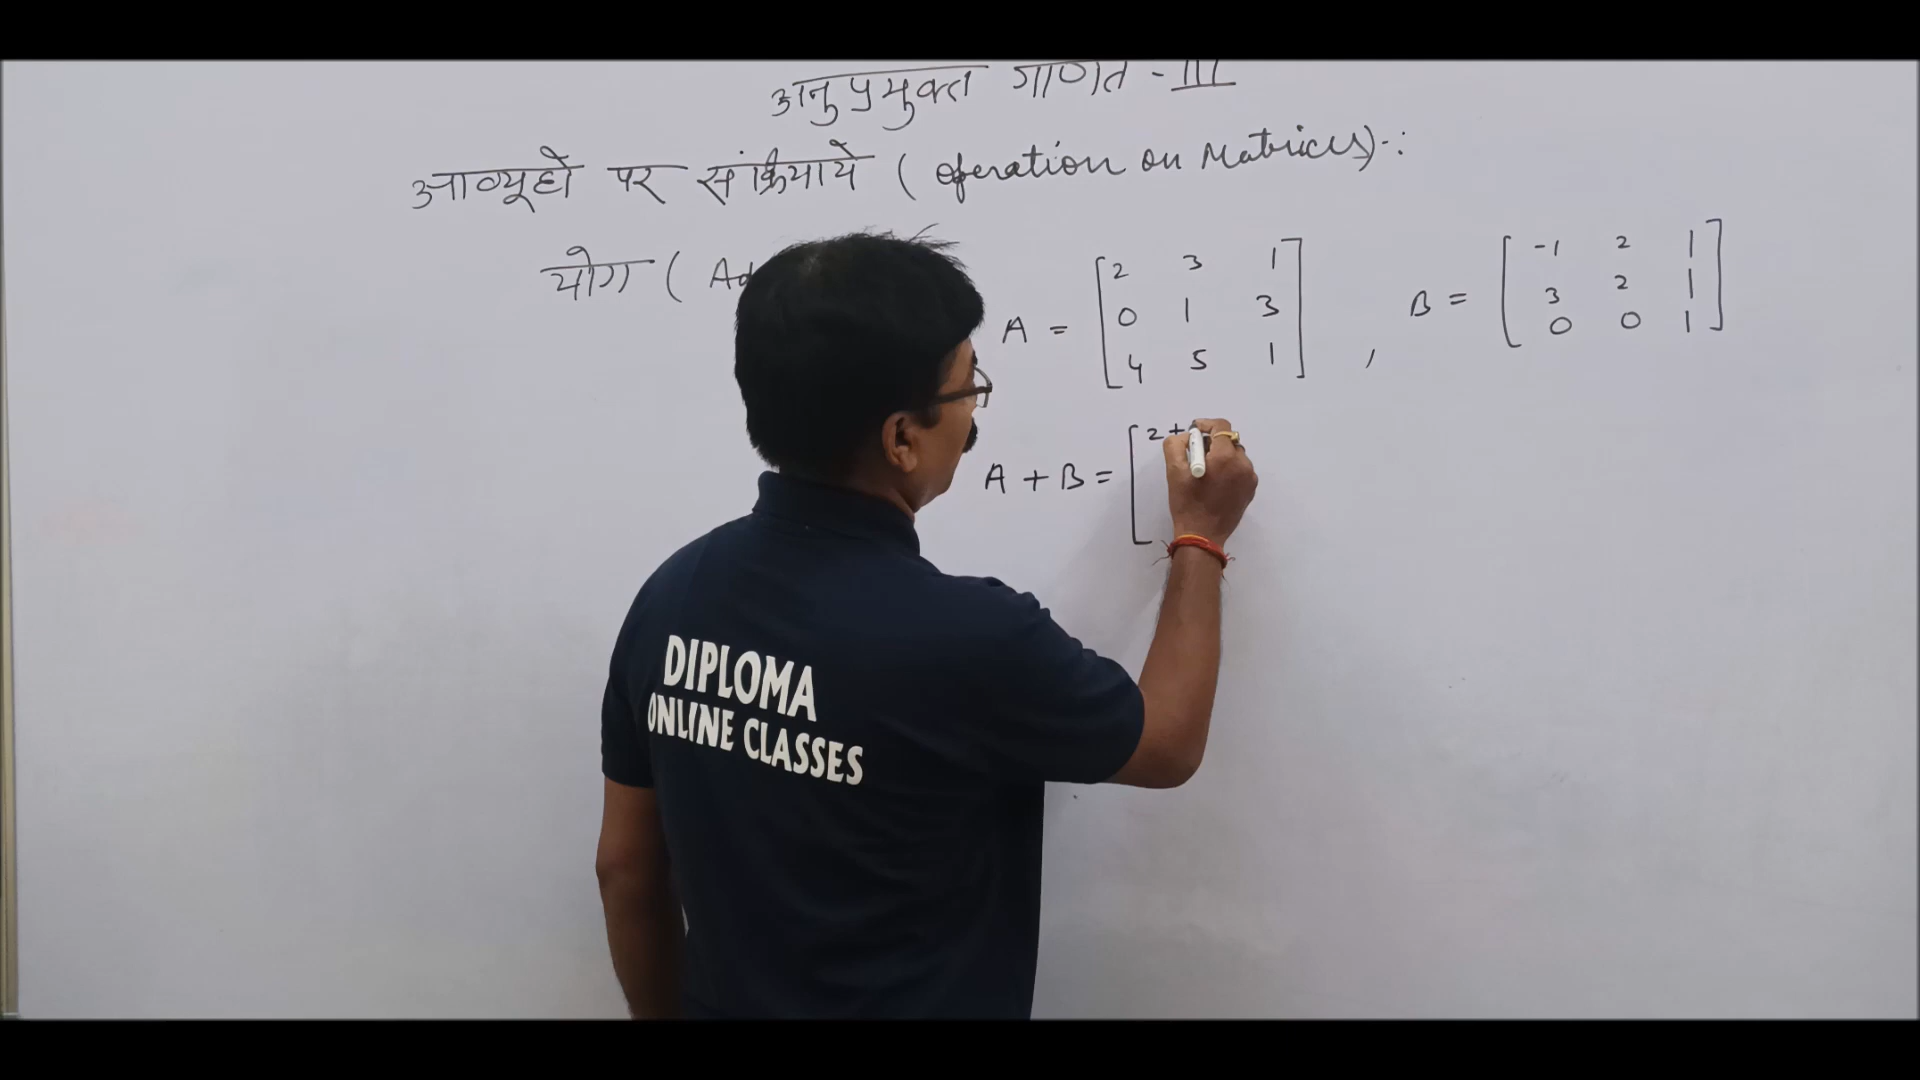 अनुप्रयुक्त गणित - III
आव्यूहों पर संक्रियायें ( Operation on Matrices) -:
योग ( Ad
A = [ 2 3 1
0 1 3
4 5 1 ] ,
B = [ -1 2 1
3 2 1
0 0 1 ]
A + B = [ 2 +
DIPLOMA
ONLINE CLASSES